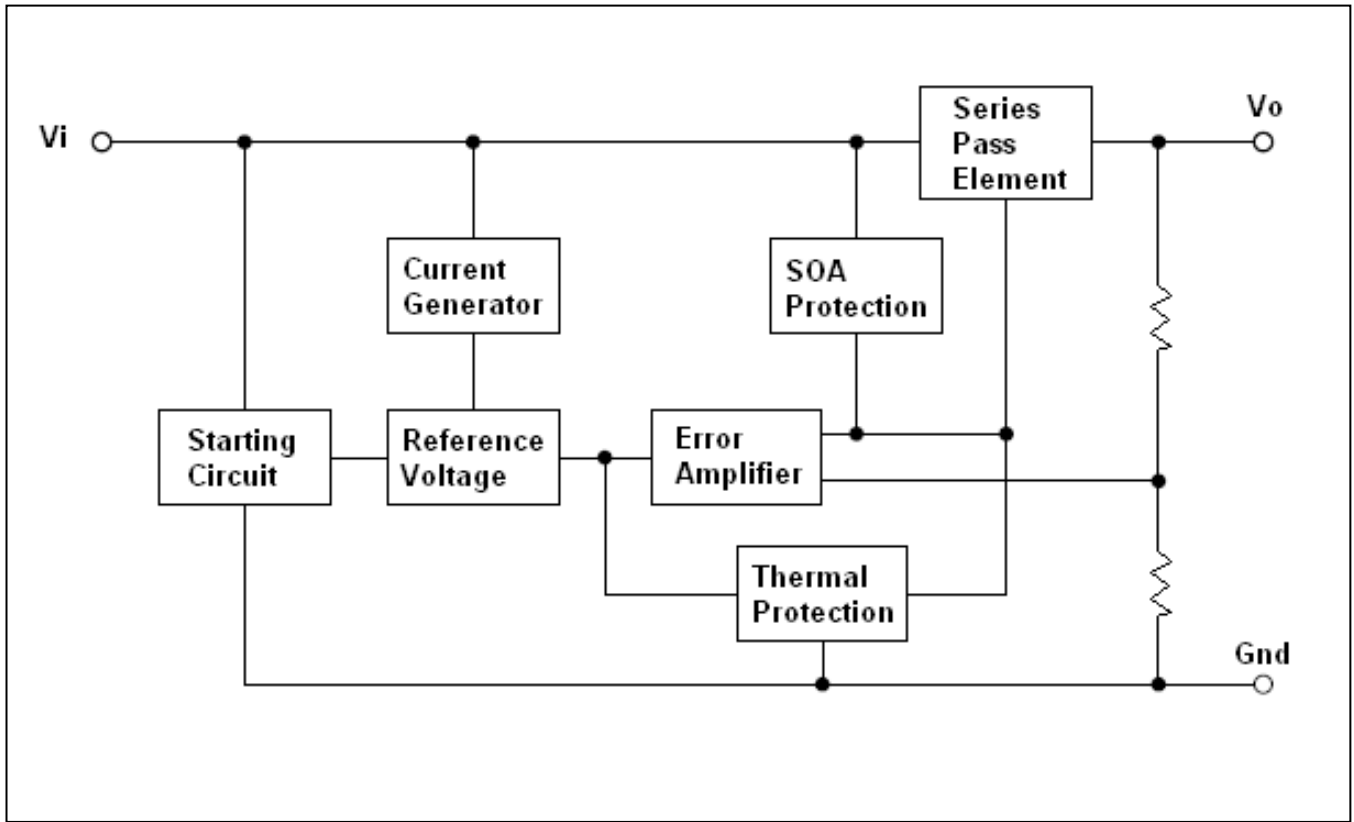 Vi
Series
Pass
Element
Vo
Current
Generator
SOA
Protection
Starting
Circuit
Reference
Voltage
Error
Amplifier
Thermal
Protection
Gnd